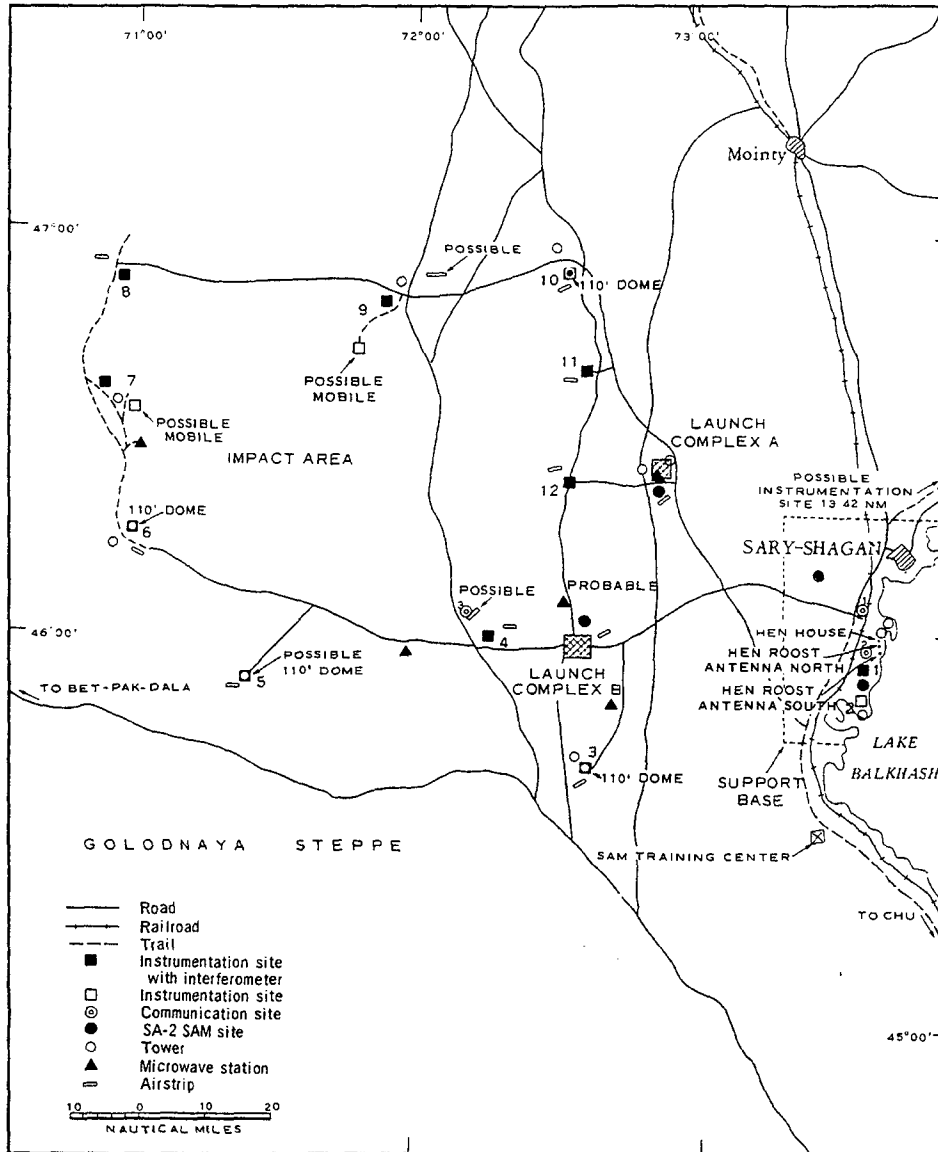 71°00'
72°00'
73°00'
Mointy
47°00'
POSSIBLE
8
9
10
110' DOME
POSSIBLE
MOBILE
11
7
POSSIBLE
MOBILE
IMPACT AREA
LAUNCH
COMPLEX A
12
POSSIBLE
INSTRUMENTATION
SITE 13 42 NM
110' DOME
6
SARY-SHAGAN
3
POSSIBLE
PROBABLE
1
46°00'
4
HEN HOUSE
HEN ROOST
ANTENNA NORTH
2
1
POSSIBLE
110' DOME
5
TO BET-PAK-DALA
LAUNCH
COMPLEX B
HEN ROOST
ANTENNA SOUTH
2
3
110' DOME
LAKE
BALKHASH
SUPPORT
BASE
GOLODNAYA STEPPE
SAM TRAINING CENTER
TO CHU
Road
Railroad
Trail
Instrumentation site
with interferometer
Instrumentation site
Communication site
SA-2 SAM site
Tower
Microwave station
Airstrip
45°00'
10 0 10 20
NAUTICAL MILES